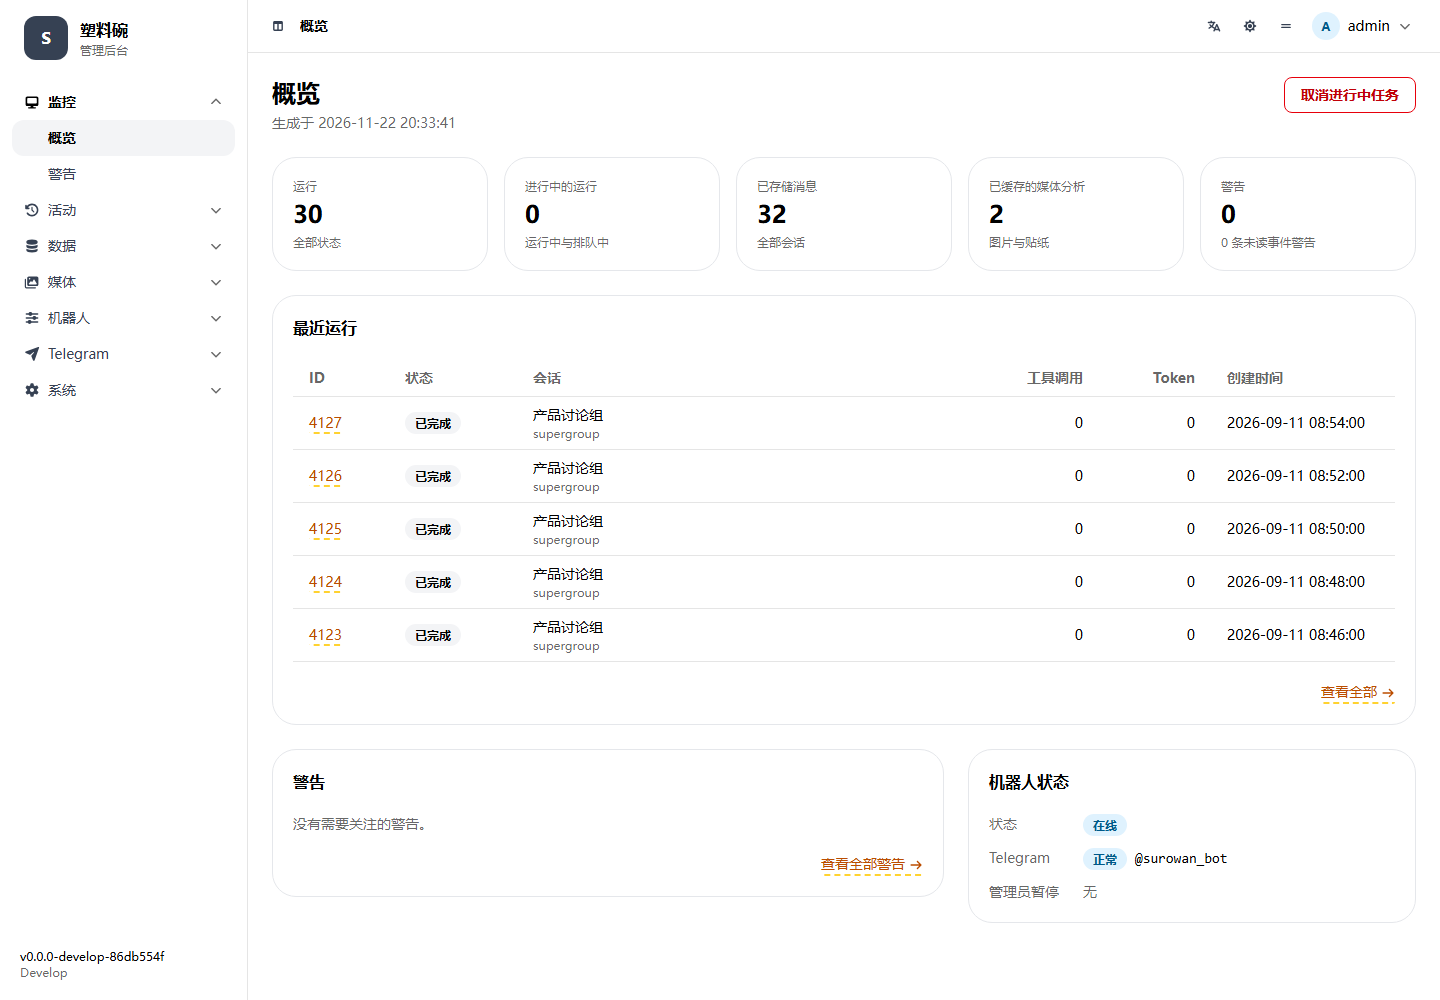 S
塑料碗
管理后台
监控
概览
警告
活动
数据
媒体
机器人
Telegram
系统
v0.0.0-develop-86db554f
Develop
概览
A
admin
概览
生成于 2026-11-22 20:33:41
取消进行中任务
运行
30
全部状态
进行中的运行
0
运行中与排队中
已存储消息
32
全部会话
已缓存的媒体分析
2
图片与贴纸
警告
0
0 条未读事件警告
最近运行
ID 状态 会话 工具调用 Token 创建时间
4127 已完成 产品讨论组 0 0 2026-09-11 08:54:00
supergroup
4126 已完成 产品讨论组 0 0 2026-09-11 08:52:00
supergroup
4125 已完成 产品讨论组 0 0 2026-09-11 08:50:00
supergroup
4124 已完成 产品讨论组 0 0 2026-09-11 08:48:00
supergroup
4123 已完成 产品讨论组 0 0 2026-09-11 08:46:00
supergroup
查看全部 →
警告
没有需要关注的警告。
查看全部警告 →
机器人状态
状态 在线
Telegram 正常 @surowan_bot
管理员暂停 无